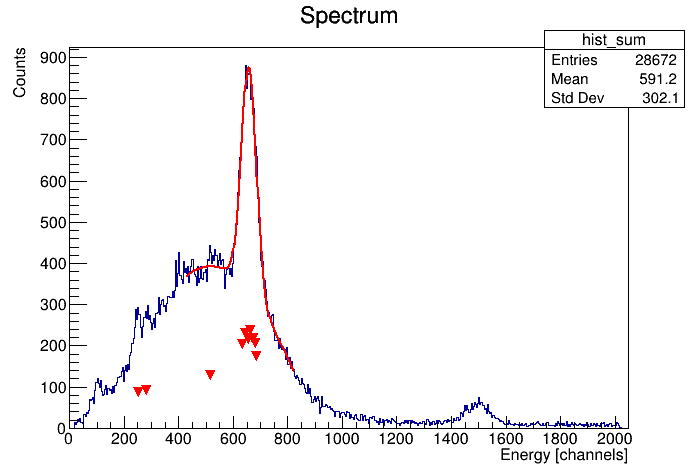 Spectrum
hist_sum
Entries 28672
Mean 591.2
Std Dev 302.1
Counts
900
800
700
600
500
400
300
200
100
0
0 200 400 600 800 1000 1200 1400 1600 1800 2000
Energy [channels]